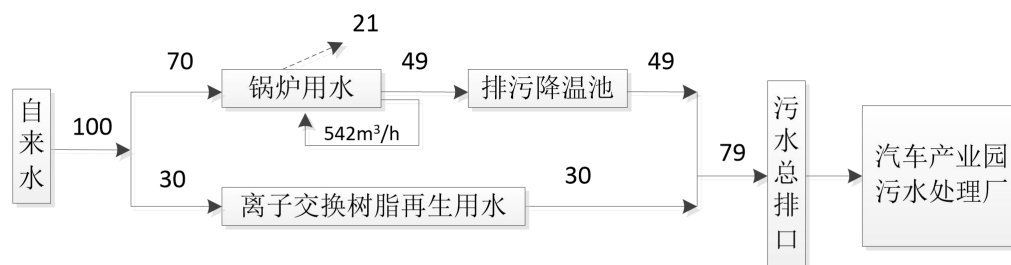 自来水
100
70
锅炉用水
21
542m³/h
49
排污降温池
49
30
离子交换树脂再生用水
30
79
污水总排口
汽车产业园
污水处理厂